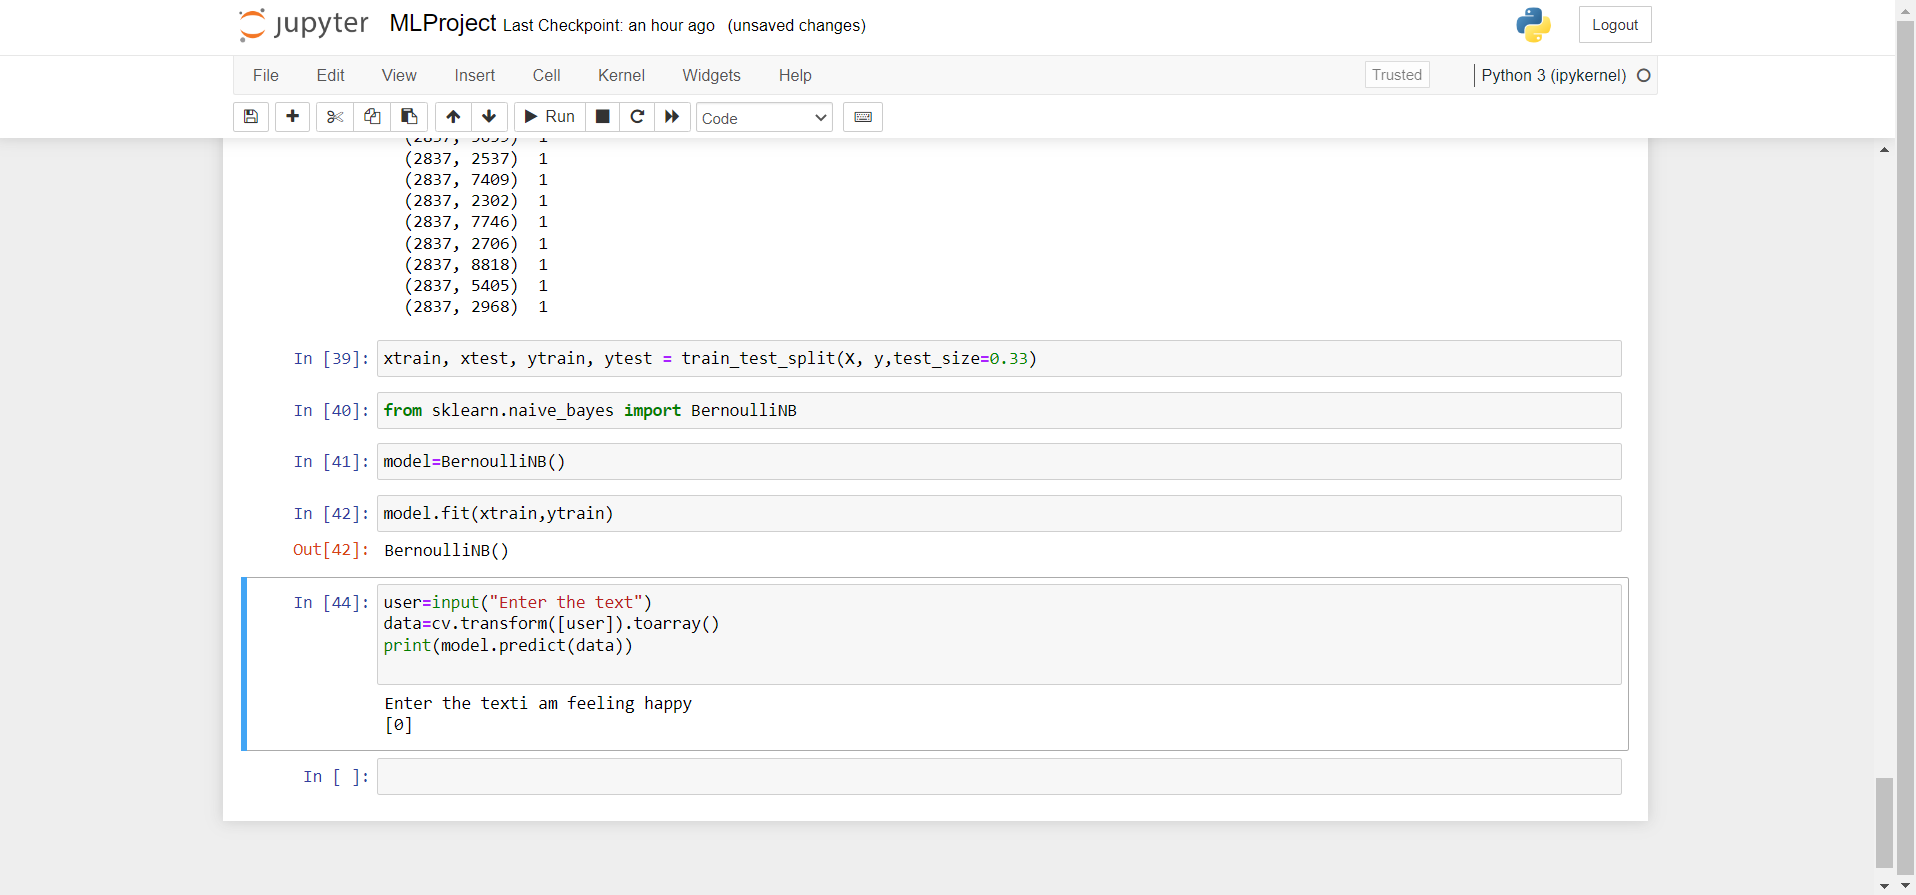 jupyter MLProject Last Checkpoint: an hour ago (unsaved changes) Logout
File Edit View Insert Cell Kernel Widgets Help Trusted Python 3 (ipykernel)
Run Code
(2837, 2537) 1
(2837, 7409) 1
(2837, 2302) 1
(2837, 7746) 1
(2837, 2706) 1
(2837, 8818) 1
(2837, 5405) 1
(2837, 2968) 1
In [39]: xtrain, xtest, ytrain, ytest = train_test_split(X, y,test_size=0.33)
In [40]: from sklearn.naive_bayes import BernoulliNB
In [41]: model=BernoulliNB()
In [42]: model.fit(xtrain,ytrain)
Out[42]: BernoulliNB()
In [44]: user=input("Enter the text")
data=cv.transform([user]).toarray()
print(model.predict(data))
Enter the texti am feeling happy
[0]
In [ ]: